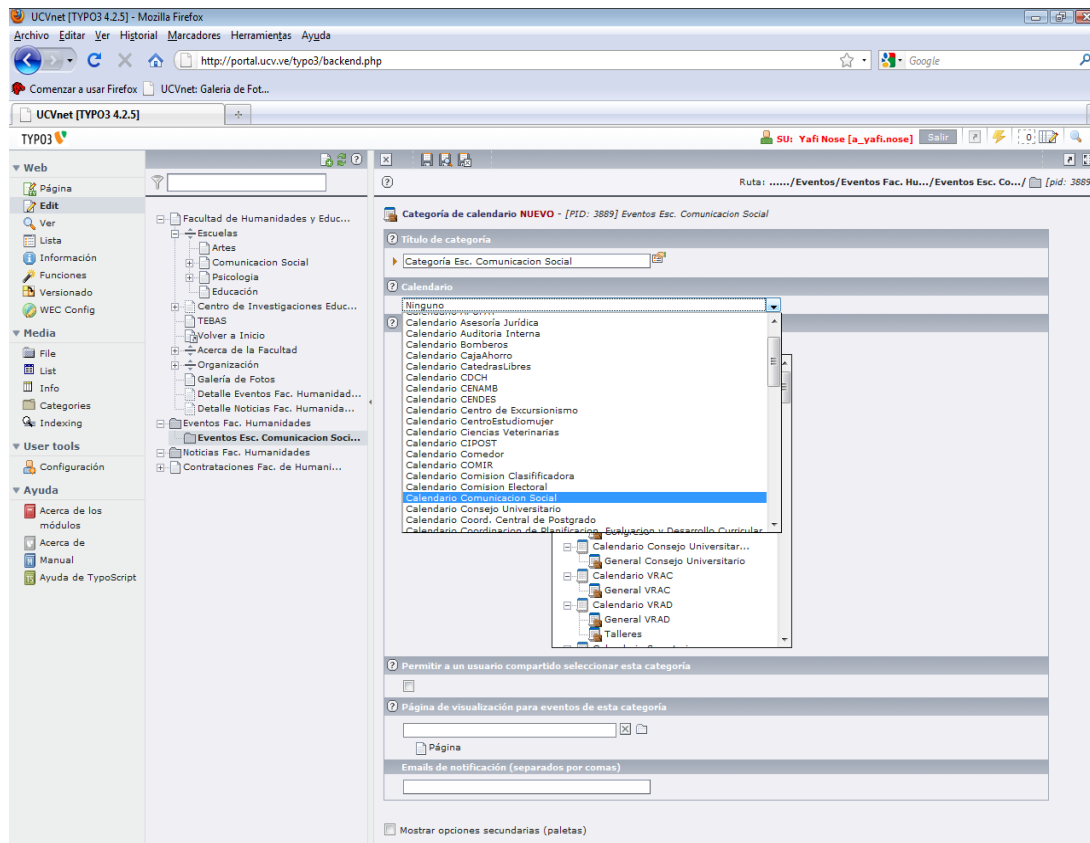 UCVnet [TYPO3 4.2.5] - Mozilla Firefox
Archivo Editar Ver Historial Marcadores Herramientas Ayuda
http://portal.ucv.ve/typo3/backend.php
Google
Comenzar a usar Firefox UCVnet: Galeria de Fot...
UCVnet [TYPO3 4.2.5]
TYPO3
SU: Yafi Nose [a_yafi.nose] Salir 0
Web
Página
Edit
Ver
Lista
Información
Funciones
Versionado
WEC Config
Media
File
List
Info
Categories
Indexing
User tools
Configuración
Ayuda
Acerca de los
módulos
Acerca de
Manual
Ayuda de TypoScript
Facultad de Humanidades y Educ...
Escuelas
Artes
Comunicacion Social
Psicologia
Educación
Centro de Investigaciones Educ...
TEBAS
Volver a Inicio
Acerca de la Facultad
Organización
Galería de Fotos
Detalle Eventos Fac. Humanidad...
Detalle Noticias Fac. Humanida...
Eventos Fac. Humanidades
Eventos Esc. Comunicacion Soci...
Noticias Fac. Humanidades
Contrataciones Fac. de Humani...
Ruta: ....../Eventos/Eventos Fac. Hu.../Eventos Esc. Co.../ [pid: 3889
Categoría de calendario NUEVO - [PID: 3889] Eventos Esc. Comunicacion Social
Título de categoría
Categoría Esc. Comunicacion Social
Calendario
Ninguno
Calendario Asesoría Jurídica
Calendario Auditoria Interna
Calendario Bomberos
Calendario CajaAhorro
Calendario CatedrasLibres
Calendario CDCH
Calendario CENAMB
Calendario CENDES
Calendario Centro de Excursionismo
Calendario CentroEstudiomujer
Calendario Ciencias Veterinarias
Calendario CIPOST
Calendario Comedor
Calendario COMIR
Calendario Comision Clasifificadora
Calendario Comision Electoral
Calendario Comunicacion Social
Calendario Consejo Universitario
Calendario Coord. Central de Postgrado
Calendario Coordinacion de Planificacion, Evaluacion y Desarrollo Curricular
Calendario Consejo Universitar...
General Consejo Universitario
Calendario VRAC
General VRAC
Calendario VRAD
General VRAD
Talleres
Permitir a un usuario compartido seleccionar esta categoría
Página de visualización para eventos de esta categoría
Página
Emails de notificación (separados por comas)
Mostrar opciones secundarias (paletas)